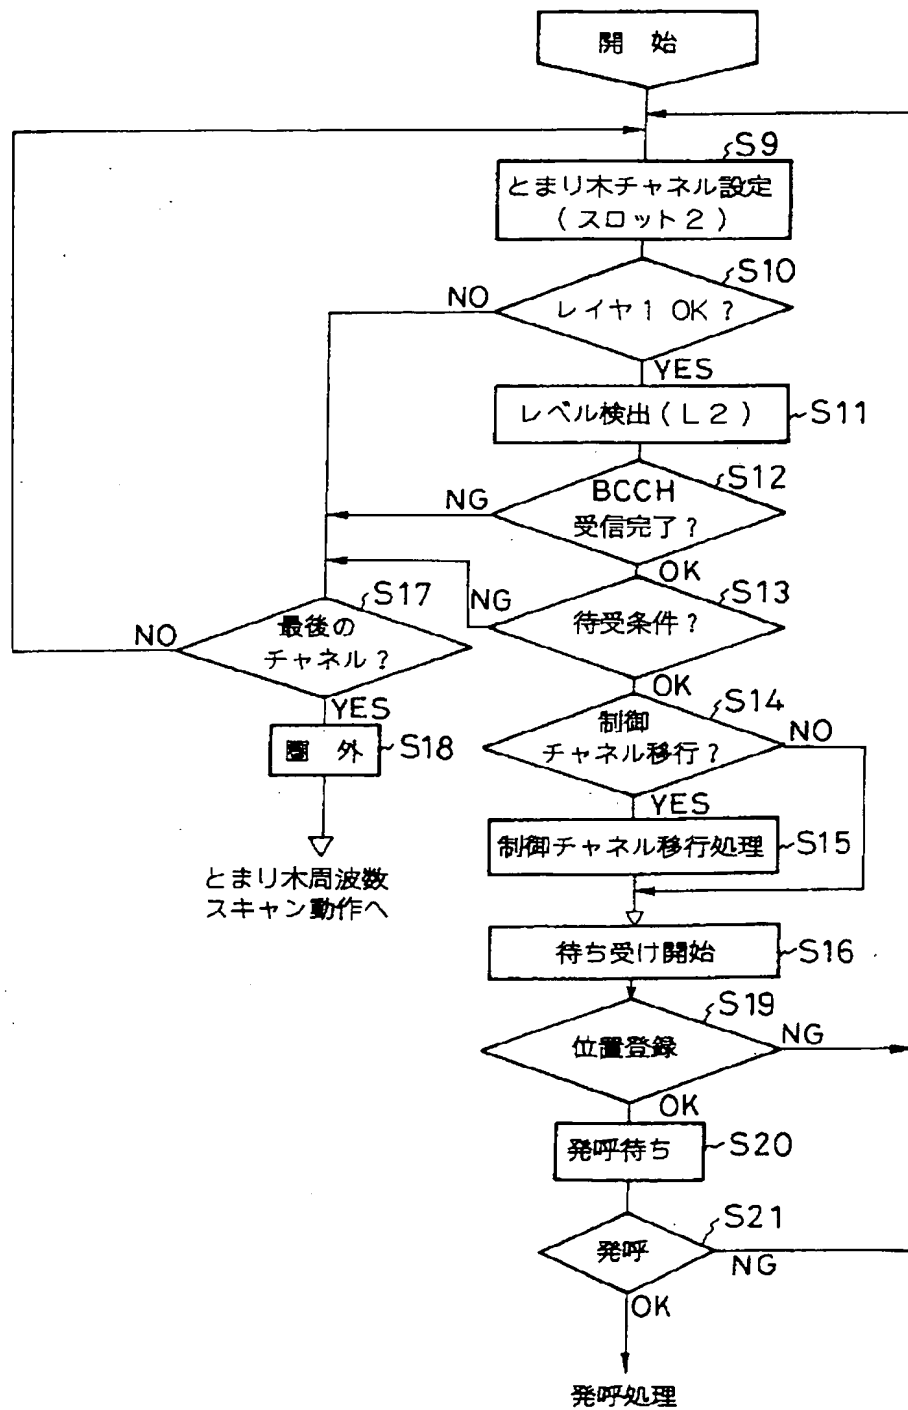 開 始
S9
とまり木チャネル設定
(スロット2)
S10
レイヤ1 OK?
NO
YES
レベル検出(L2)
S11
S12
BCCH
受信完了?
NG
OK
S13
待受条件?
NG
OK
S17
最後の
チャネル?
NO
YES
圏 外
S18
とまり木周波数
スキャン動作へ
S14
制御
チャネル移行?
NO
YES
制御チャネル移行処理
S15
待ち受け開始
S16
S19
位置登録
NG
OK
発呼待ち
S20
S21
発呼
NG
OK
発呼処理